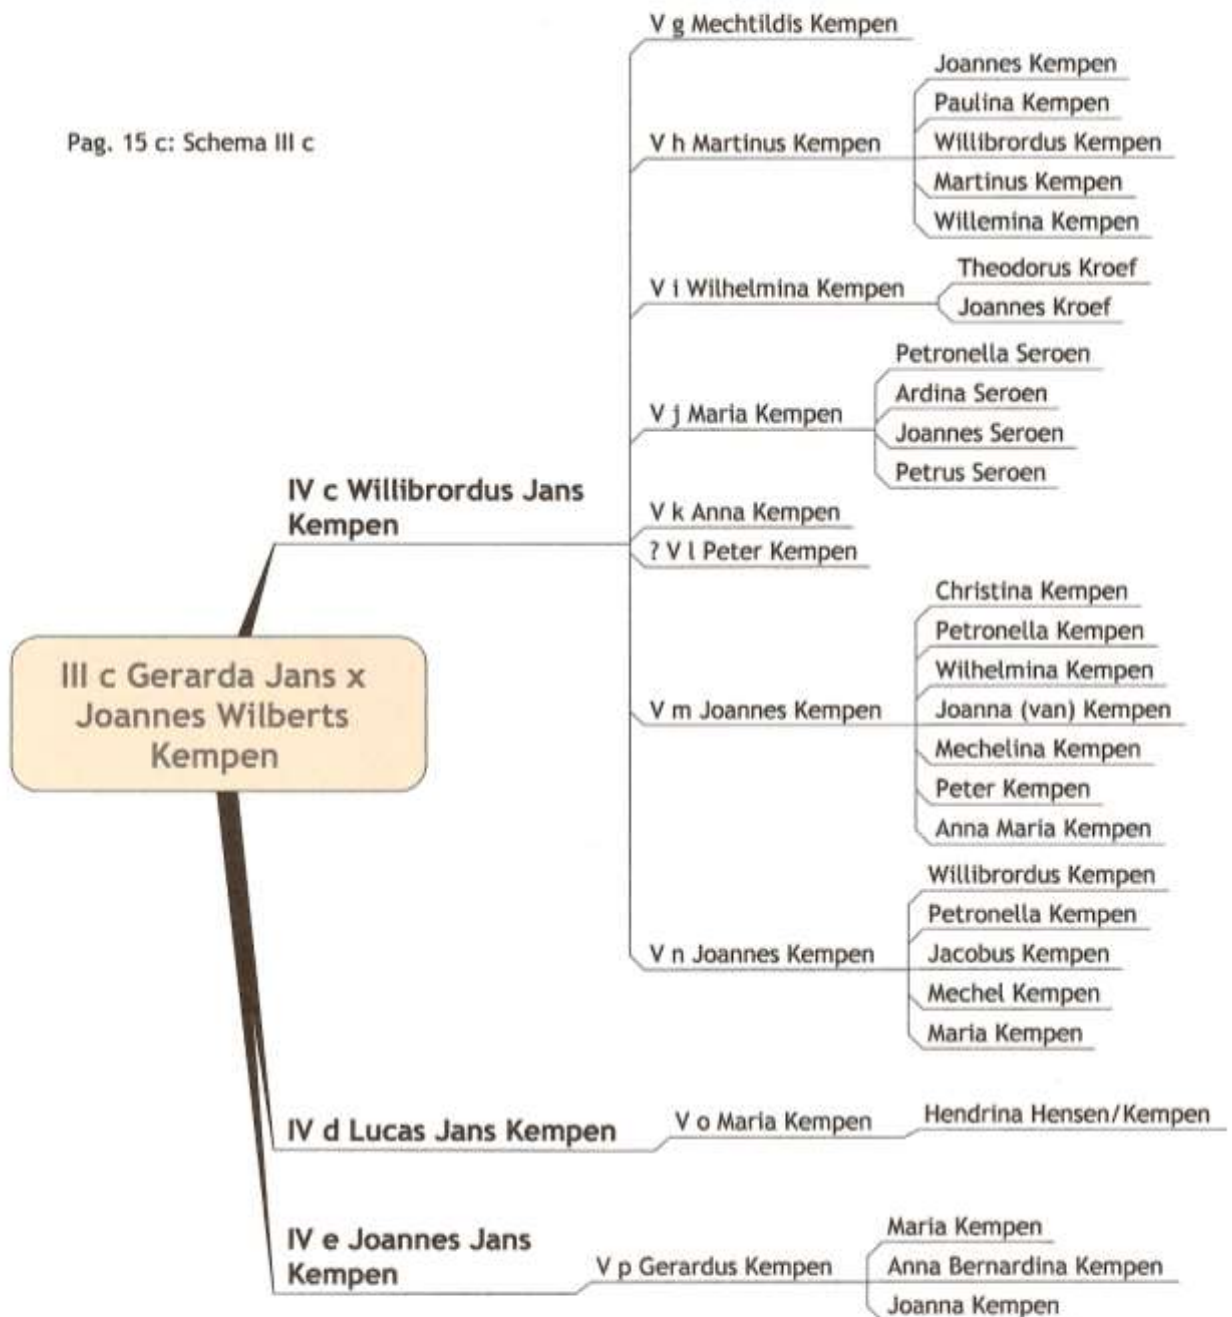 Pag. 15 c: Schema III c
III c Gerarda Jans x
Joannes Wilberts
Kempen
IV c Willibrordus Jans
Kempen
V g Mechtildis Kempen
V h Martinus Kempen
Joannes Kempen
Paulina Kempen
Willibrordus Kempen
Martinus Kempen
Willemina Kempen
V i Wilhelmina Kempen
Theodorus Kroef
Joannes Kroef
V j Maria Kempen
Petronella Seroen
Ardina Seroen
Joannes Seroen
Petrus Seroen
V k Anna Kempen
? V l Peter Kempen
V m Joannes Kempen
Christina Kempen
Petronella Kempen
Wilhelmina Kempen
Joanna (van) Kempen
Mechelina Kempen
Peter Kempen
Anna Maria Kempen
V n Joannes Kempen
Willibrordus Kempen
Petronella Kempen
Jacobus Kempen
Mechel Kempen
Maria Kempen
IV d Lucas Jans Kempen
V o Maria Kempen
Hendrina Hensen/Kempen
IV e Joannes Jans
Kempen
V p Gerardus Kempen
Maria Kempen
Anna Bernardina Kempen
Joanna Kempen